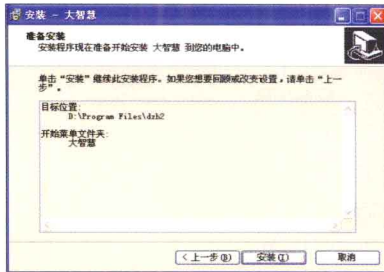 安装 - 大智慧
准备安装
安装程序现在准备开始安装 大智慧 到您的电脑中。
单击“安装”继续此安装程序。如果您想要回顾或改变设置，请单击“上一
步”。
目标位置:
D:\Program Files\dzh2
开始菜单文件夹:
大智慧
<上一步(B)  安装(I)  取消